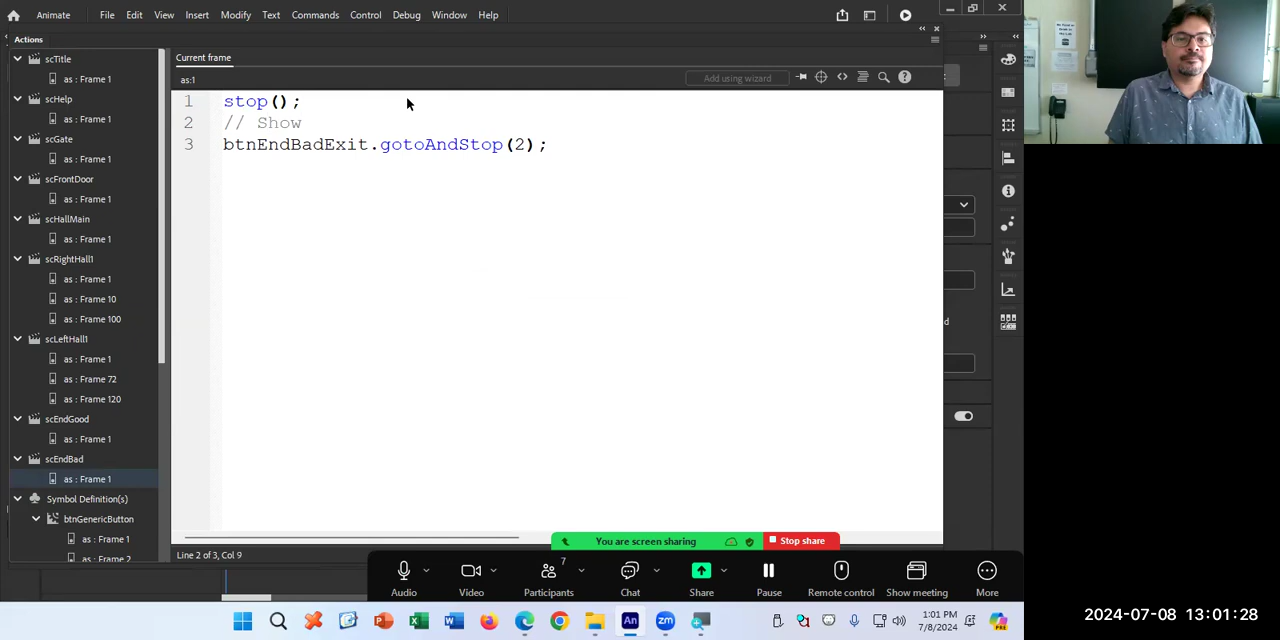 Animate File Edit View Insert Modify Text Commands Control Debug Window Help
Actions
Current frame
as:1
Add using wizard
scTitle
as : Frame 1
scHelp
as : Frame 1
scGate
as : Frame 1
scFrontDoor
as : Frame 1
scHallMain
as : Frame 1
scRightHall1
as : Frame 1
as : Frame 10
as : Frame 100
scLeftHall1
as : Frame 1
as : Frame 72
as : Frame 120
scEndGood
as : Frame 1
scEndBad
as : Frame 1
Symbol Definition(s)
btnGenericButton
as : Frame 1
as : Frame 2
1 stop();
2 // Show
3 btnEndBadExit.gotoAndStop(2);
Line 2 of 3, Col 9
You are screen sharing
Stop share
7
Audio Video Participants Chat Share Pause Remote control Show meeting More
1:01 PM
7/8/2024
2024-07-08 13:01:28